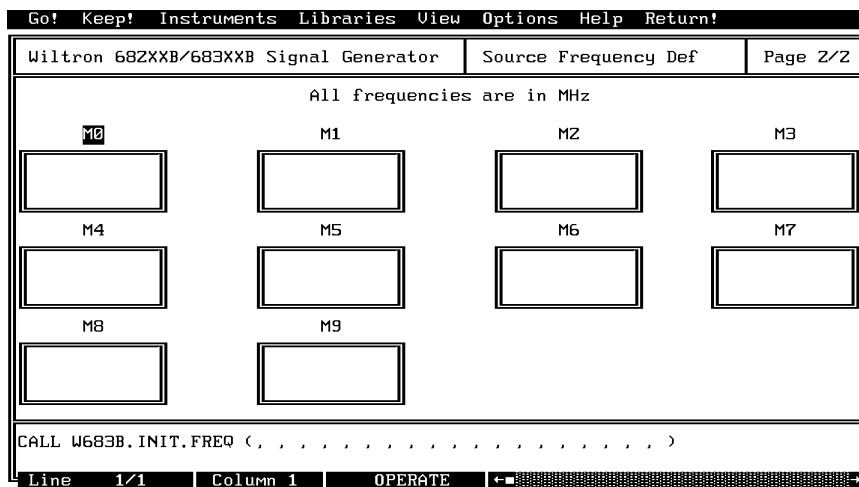 Go! Keep! Instruments Libraries View Options Help Return!
Wiltron 682XXB/683XXB Signal Generator Source Frequency Def Page 2/2
All frequencies are in MHz
M0 M1 M2 M3
M4 M5 M6 M7
M8 M9
CALL W683B.INIT.FREQ (, , , , , , , , , , , , , , , , , , , )
Line 1/1 Column 1 OPERATE